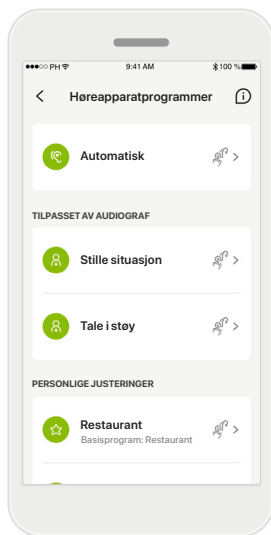 PH 9:41 AM 100 %
Høreapparatprogrammer
Automatisk
TILPASSET AV AUDIOGRAF
Stille situasjon
Tale i støy
PERSONLIGE JUSTERINGER
Restaurant
Basisprogram: Restaurant